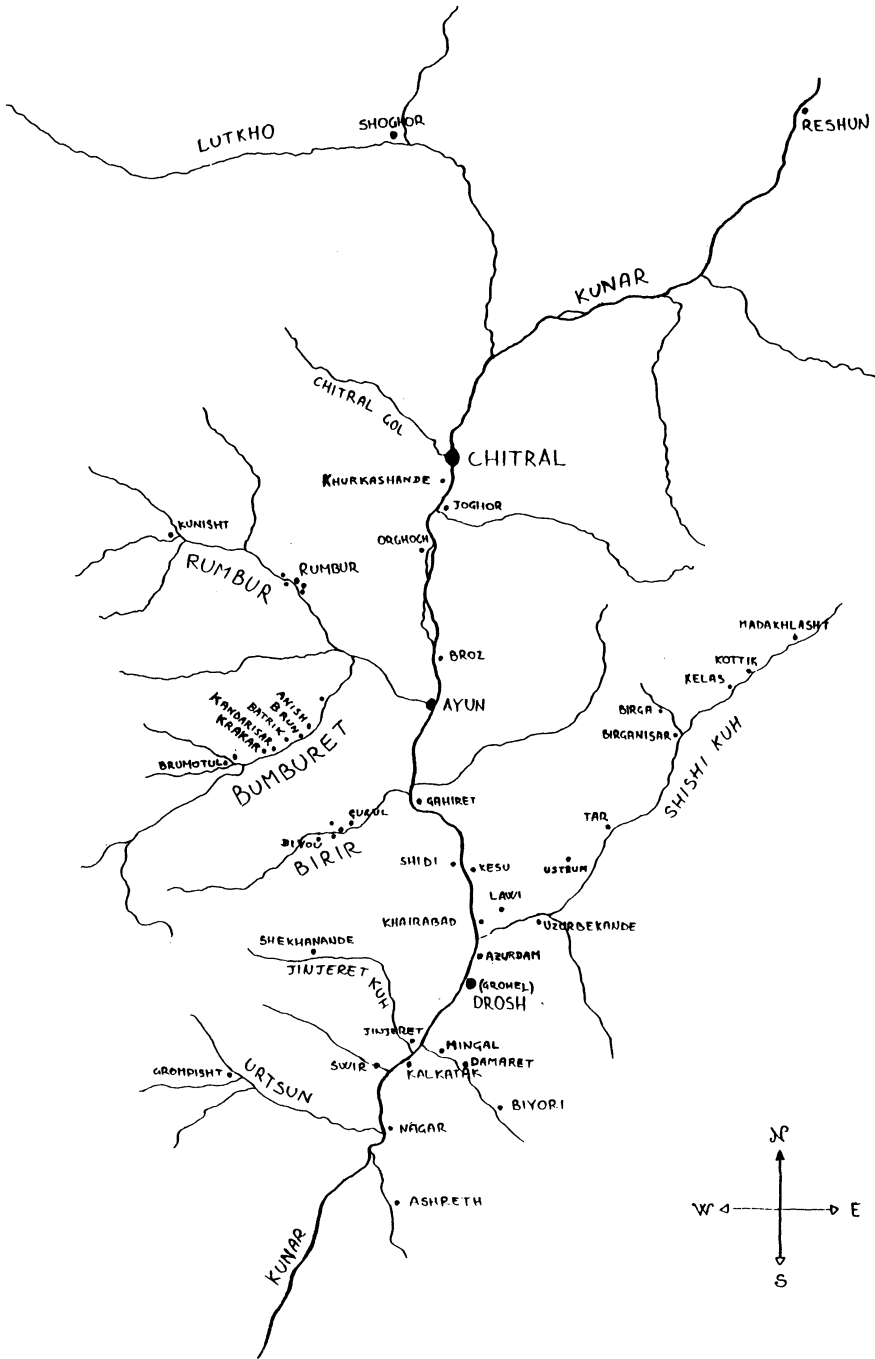 SHOGHOR
LUTKHO
RESHUN
KUNAR
CHITRAL GOL
CHITRAL
KHURKASHANDE
JOGHOR
KUNISHT
ORGHOCH
RUMBUR
RUMBUR
MADAKHLASHT
BROZ
KOTTIK
KELAS
ANISH
BRUN
BATRIK
KANDARISAR
KRAKAR
AYUN
BIRGA
BIRGANISAR
BRUMOTUL
BUMBURET
SHISHI KUH
GAHIRET
GURUL
TAR
BIRIR
SHIDI
KESU
USTRUM
LAWI
KHAIRABAD
UZURBEKANDE
SHEKHANANDE
JINJERET KUH
AZURDAM
(GROMEL)
DROSH
JINJERET
MINGAL
SWIR
DAMARET
KALKATAK
GROMPISHT
URTSUN
BIYORI
NAGAR
N
ASHRETH
W
E
KUNAR
S